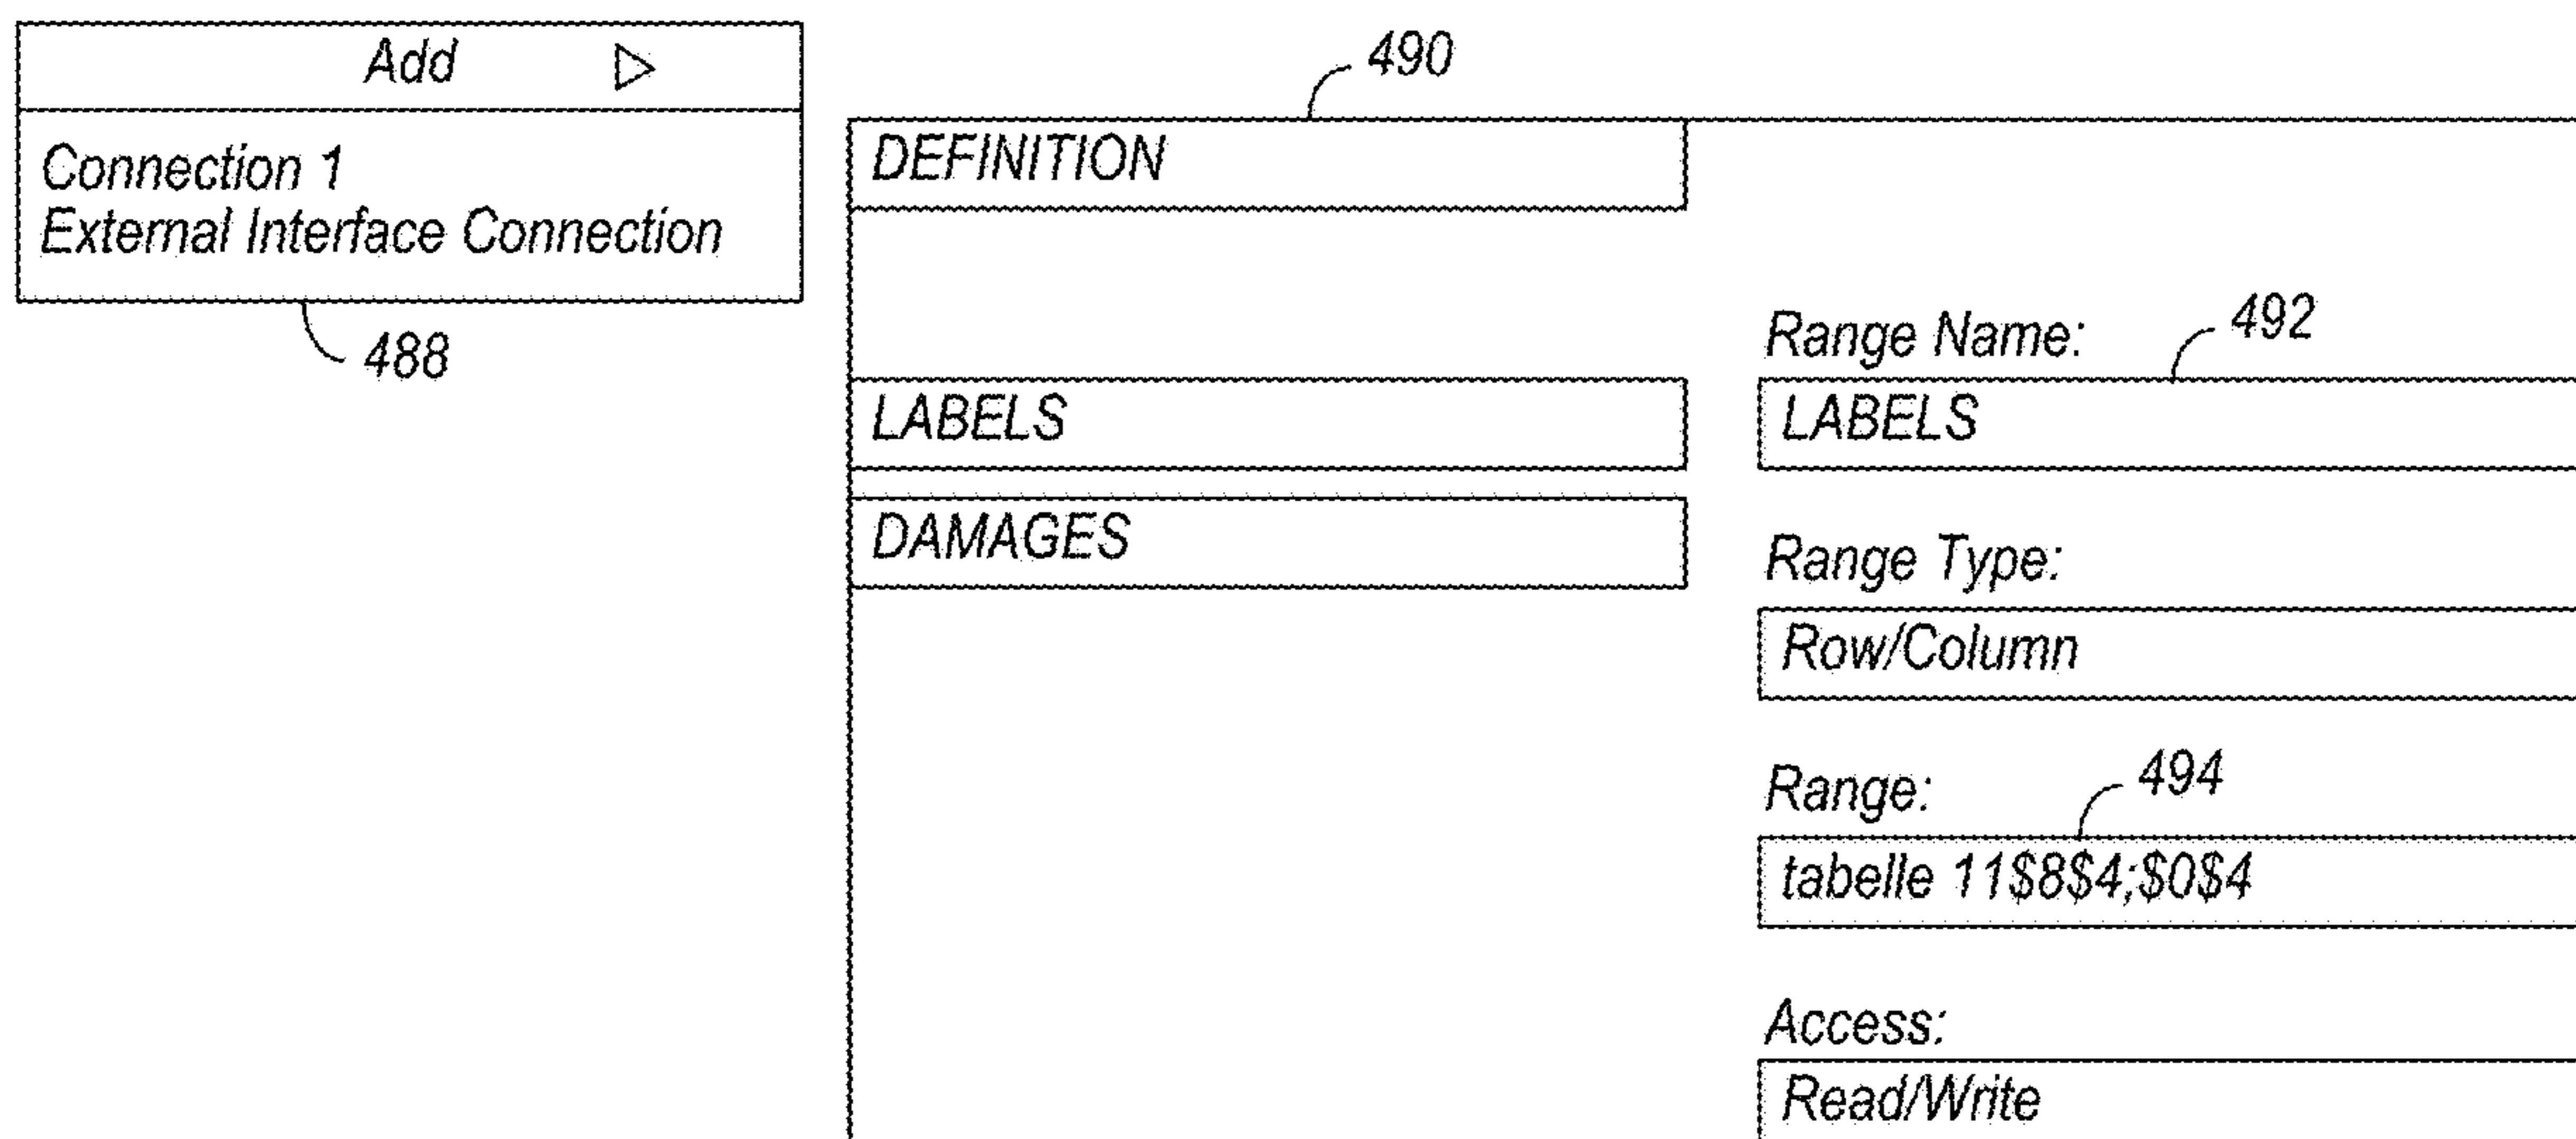 Add
Connection 1
External Interface Connection
488
490
DEFINITION
LABELS
DAMAGES
Range Name:
492
LABELS
Range Type:
Row/Column
Range:
494
tabelle 11$8$4;$0$4
Access:
Read/Write